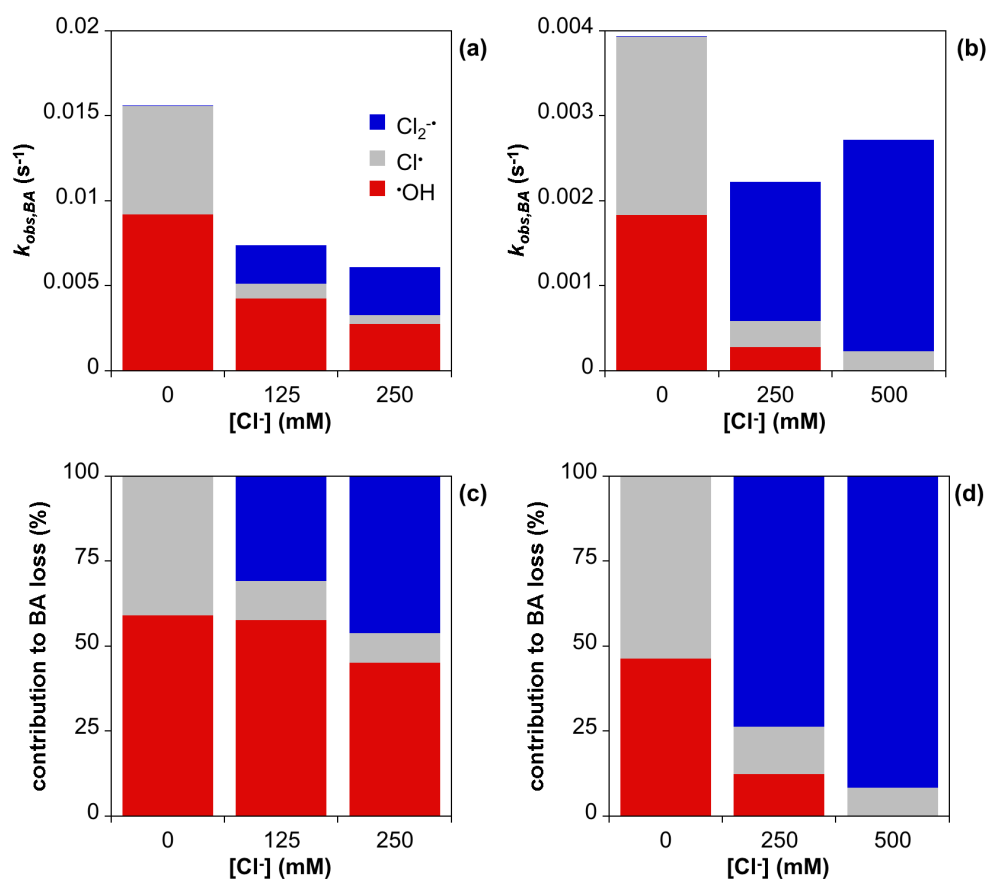 (a)
0.02
0.015
0.01
0.005
0
k_obs,BA (s⁻¹)
Cl₂⁻•
Cl•
•OH
0 125 250
[Cl⁻] (mM)
(b)
0.004
0.003
0.002
0.001
0
k_obs,BA (s⁻¹)
0 250 500
[Cl⁻] (mM)
(c)
100
75
50
25
0
contribution to BA loss (%)
0 125 250
[Cl⁻] (mM)
(d)
100
75
50
25
0
contribution to BA loss (%)
0 250 500
[Cl⁻] (mM)